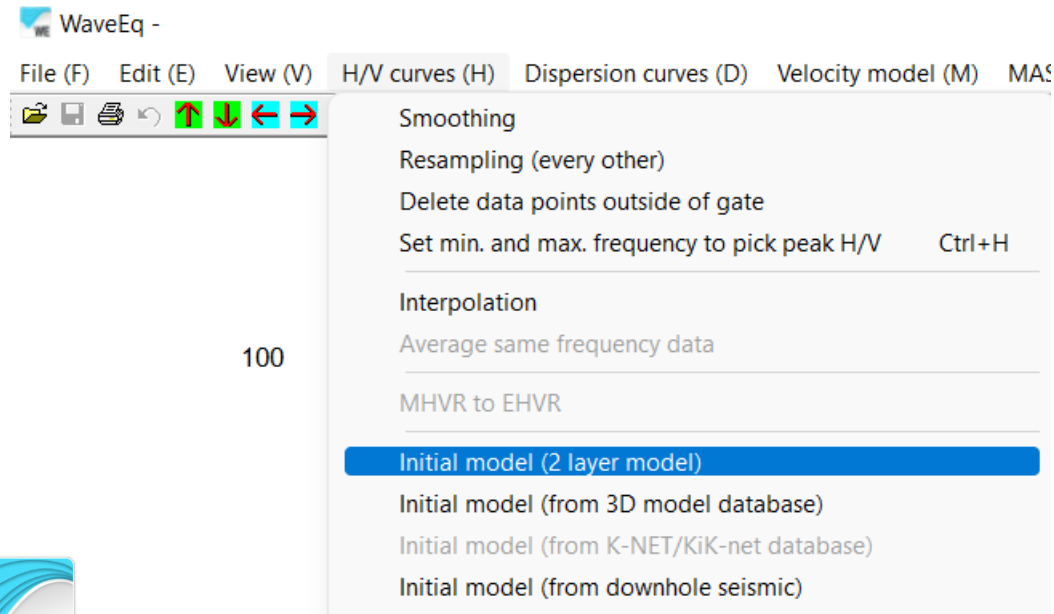 WaveEq -
File (F) Edit (E) View (V) H/V curves (H) Dispersion curves (D) Velocity model (M) MAS
Smoothing
Resampling (every other)
Delete data points outside of gate
Set min. and max. frequency to pick peak H/V Ctrl+H
Interpolation
Average same frequency data
100
MHVR to EHVR
Initial model (2 layer model)
Initial model (from 3D model database)
Initial model (from K-NET/KiK-net database)
Initial model (from downhole seismic)